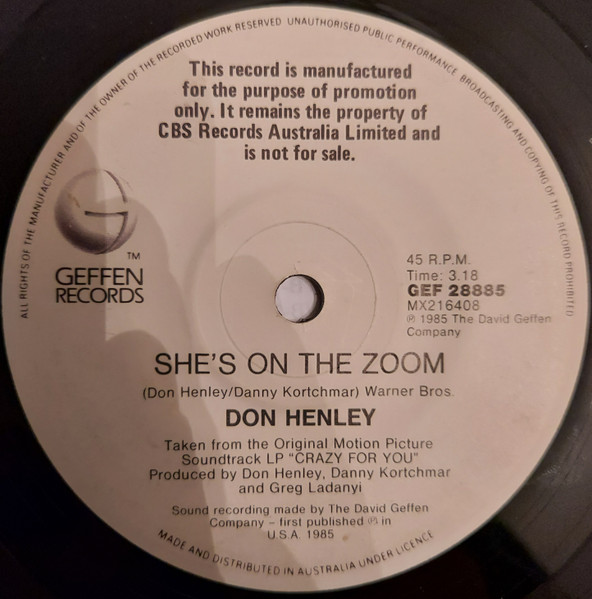 ALL RIGHTS OF THE MANUFACTURER AND OF THE OWNER OF THE RECORDED WORK RESERVED UNAUTHORISED PUBLIC PERFORMANCE BROADCASTING AND COPYING OF THIS RECORD PROHIBITED
This record is manufactured
for the purpose of promotion
only. It remains the property of
CBS Records Australia Limited and
is not for sale.
G
TM
GEFFEN
RECORDS
45 R.P.M.
Time: 3.18
GEF 28885
MX216408
℗ 1985 The David Geffen
Company
SHE'S ON THE ZOOM
(Don Henley/Danny Kortchmar) Warner Bros.
DON HENLEY
Taken from the Original Motion Picture
Soundtrack LP "CRAZY FOR YOU"
Produced by Don Henley, Danny Kortchmar
and Greg Ladanyi
Sound recording made by The David Geffen
Company – first published ℗ in
U.S.A. 1985
MADE AND DISTRIBUTED IN AUSTRALIA UNDER LICENCE